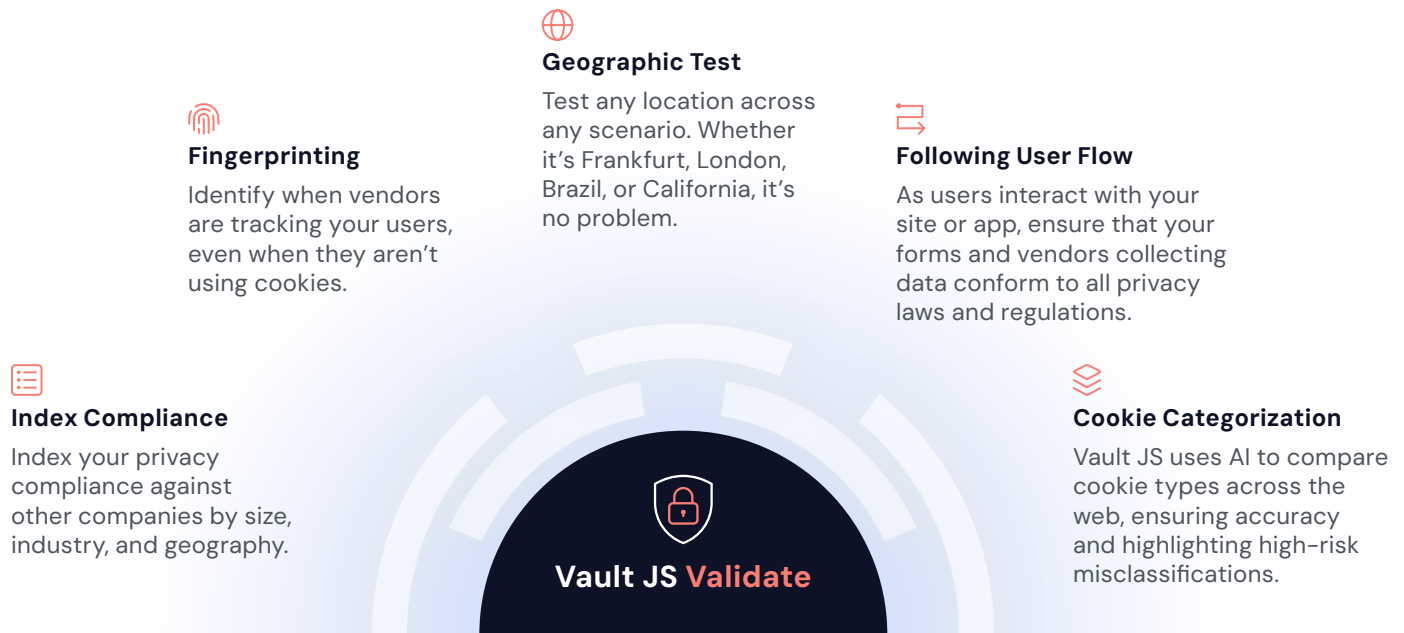 Geographic Test
Test any location across
any scenario. Whether
it’s Frankfurt, London,
Brazil, or California, it’s
no problem.
Fingerprinting
Identify when vendors
are tracking your users,
even when they aren’t
using cookies.
Following User Flow
As users interact with your
site or app, ensure that your
forms and vendors collecting
data conform to all privacy
laws and regulations.
Index Compliance
Index your privacy
compliance against
other companies by size,
industry, and geography.
Cookie Categorization
Vault JS uses AI to compare
cookie types across the
web, ensuring accuracy
and highlighting high-risk
misclassifications.
Vault JS Validate